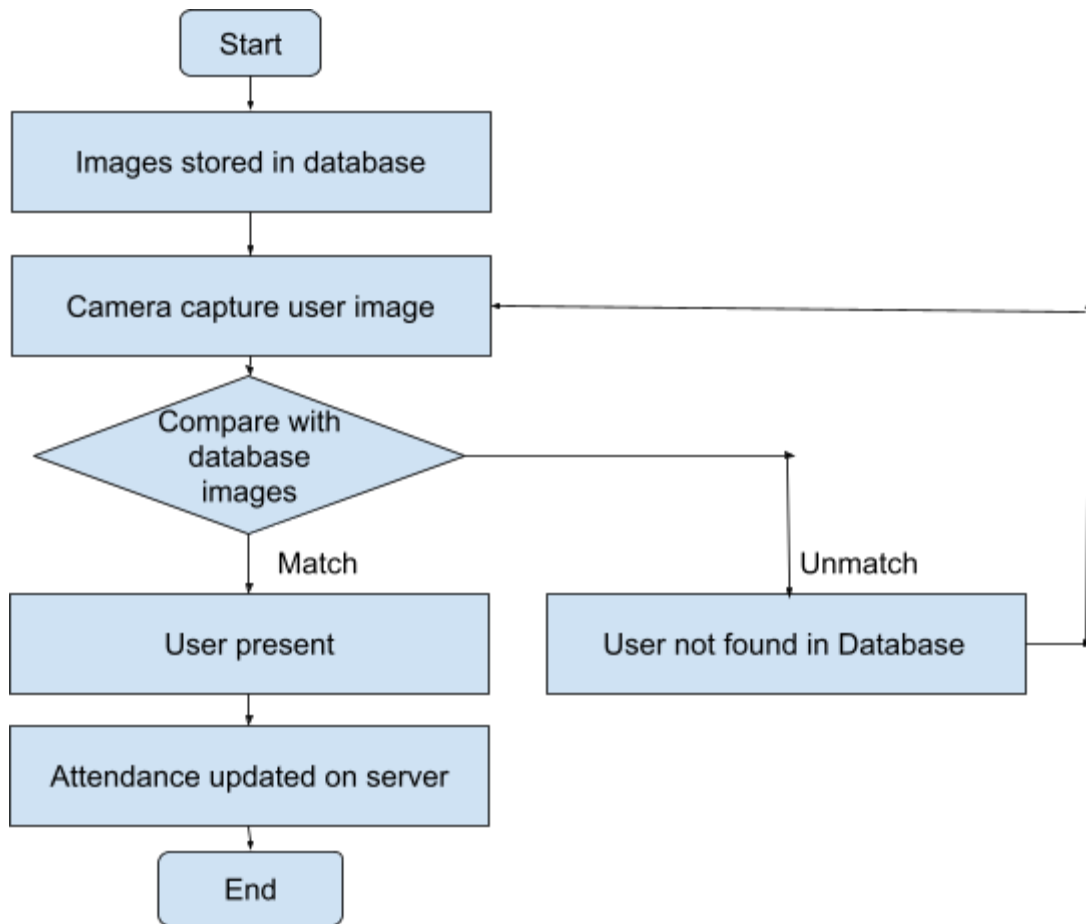 Start
Images stored in database
Camera capture user image
Compare with
database
images
Match
Unmatch
User present
User not found in Database
Attendance updated on server
End